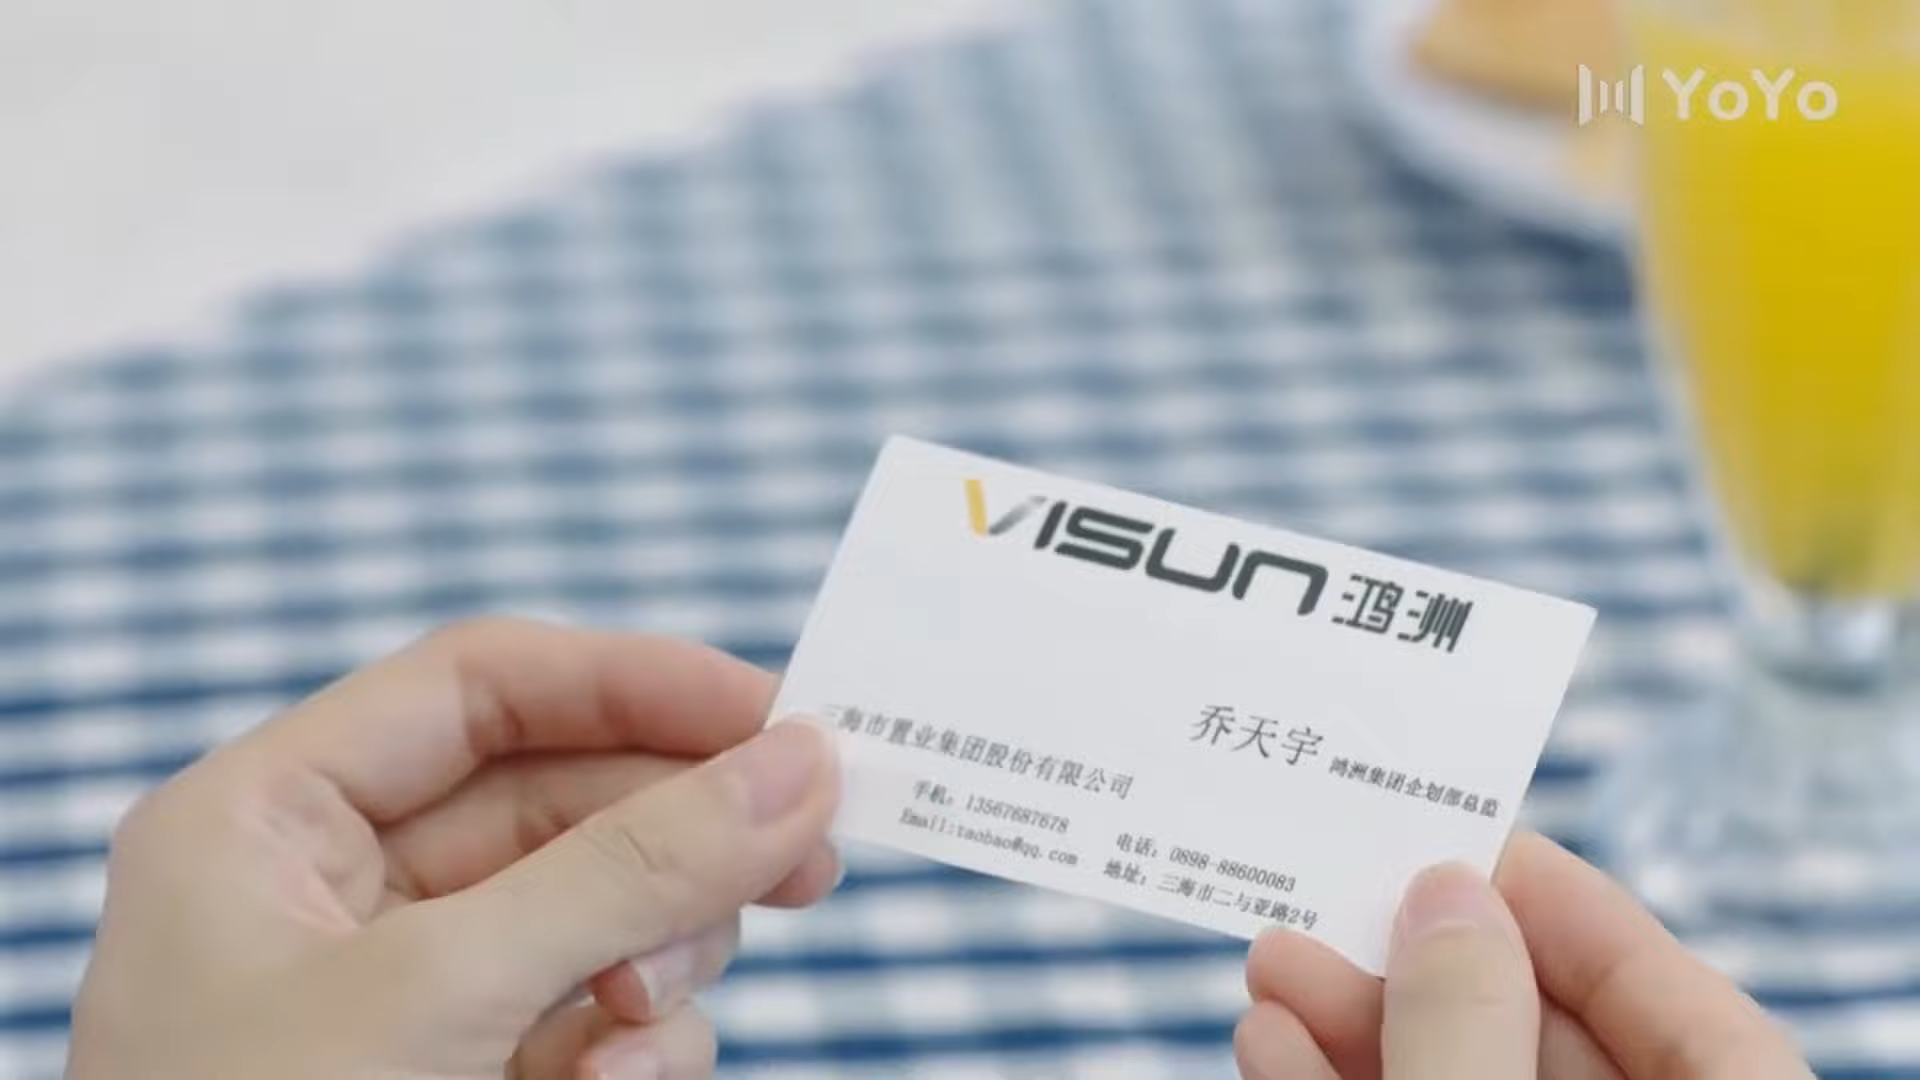 YoYo
VISUN 鸿洲
乔天宇 鸿洲集团企划部总监
三海市置业集团股份有限公司
手机：13567687678
电话：0898-88600083
Email:taobao@qq.com
地址：三海市二与亚路2号